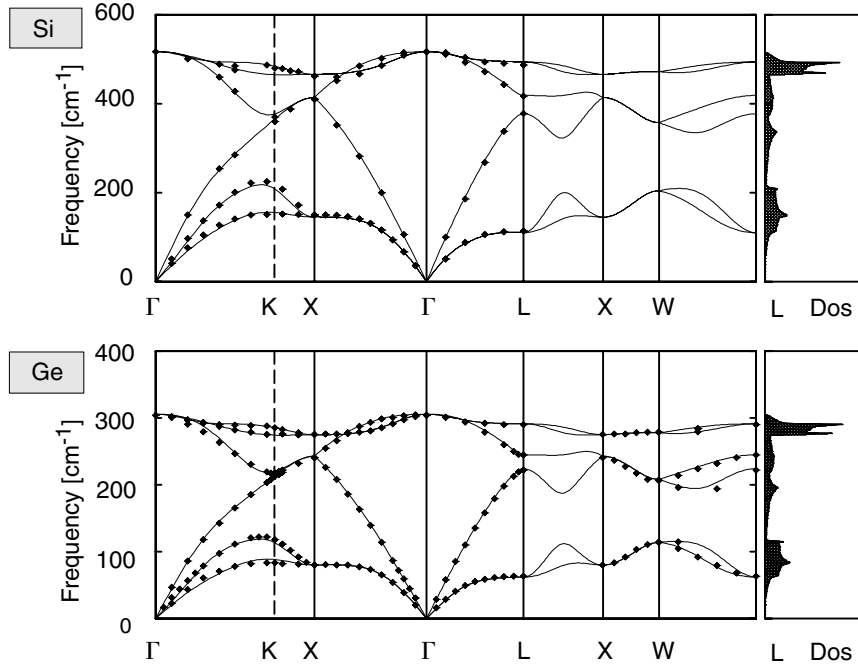 Si
600
400
200
0
Frequency [cm-1]
Γ K X Γ L X W L Dos
Ge
400
300
200
100
0
Frequency [cm-1]
Γ K X Γ L X W L Dos